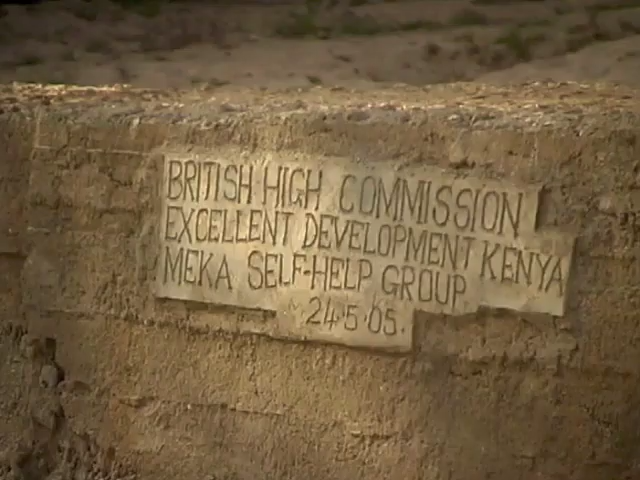 BRITISH HIGH COMMISSION
EXCELLENT DEVELOPMENT KENYA
MEKA SELF-HELP GROUP
24.5.05.